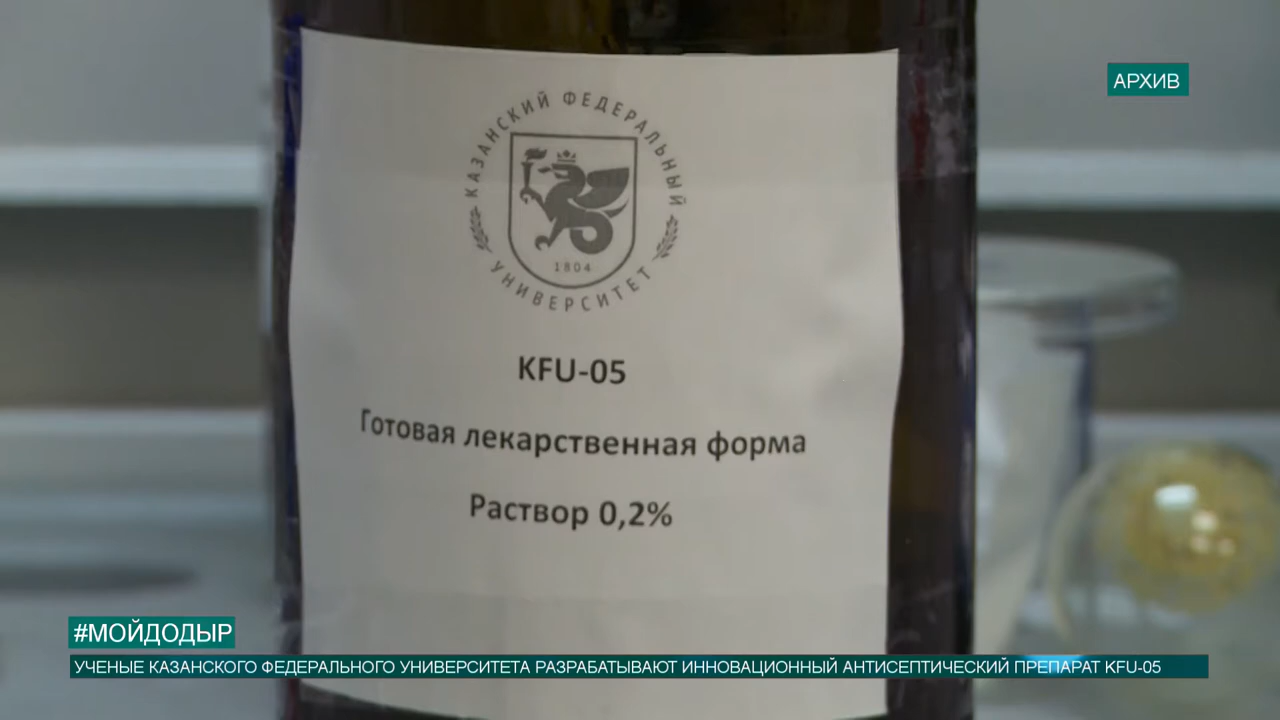 АРХИВ
КАЗАНСКИЙ ФЕДЕРАЛЬНЫЙ
УНИВЕРСИТЕТ
1804
KFU-05
Готовая лекарственная форма
Раствор 0,2%
#МОЙДОДЫР
УЧЕНЫЕ КАЗАНСКОГО ФЕДЕРАЛЬНОГО УНИВЕРСИТЕТА РАЗРАБАТЫВАЮТ ИННОВАЦИОННЫЙ АНТИСЕПТИЧЕСКИЙ ПРЕПАРАТ KFU-05